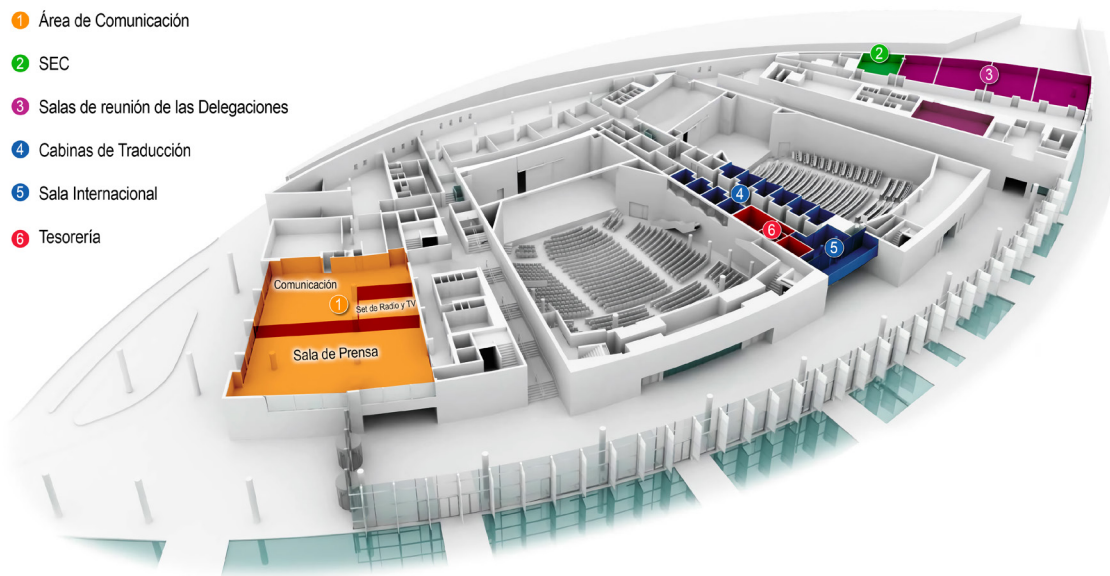 1 Área de Comunicación
2 SEC
3 Salas de reunión de las Delegaciones
4 Cabinas de Traducción
5 Sala Internacional
6 Tesorería
2
3
4
6
5
Comunicación
1
Set de Radio y TV
Sala de Prensa